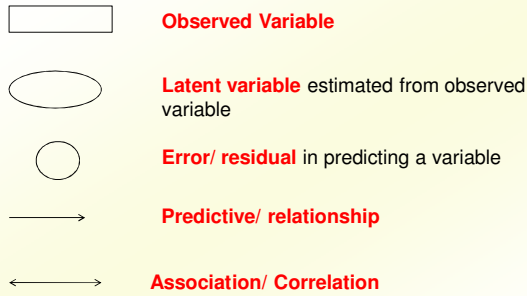 Observed Variable
Latent variable estimated from observed
variable
Error/ residual in predicting a variable
Predictive/ relationship
Association/ Correlation